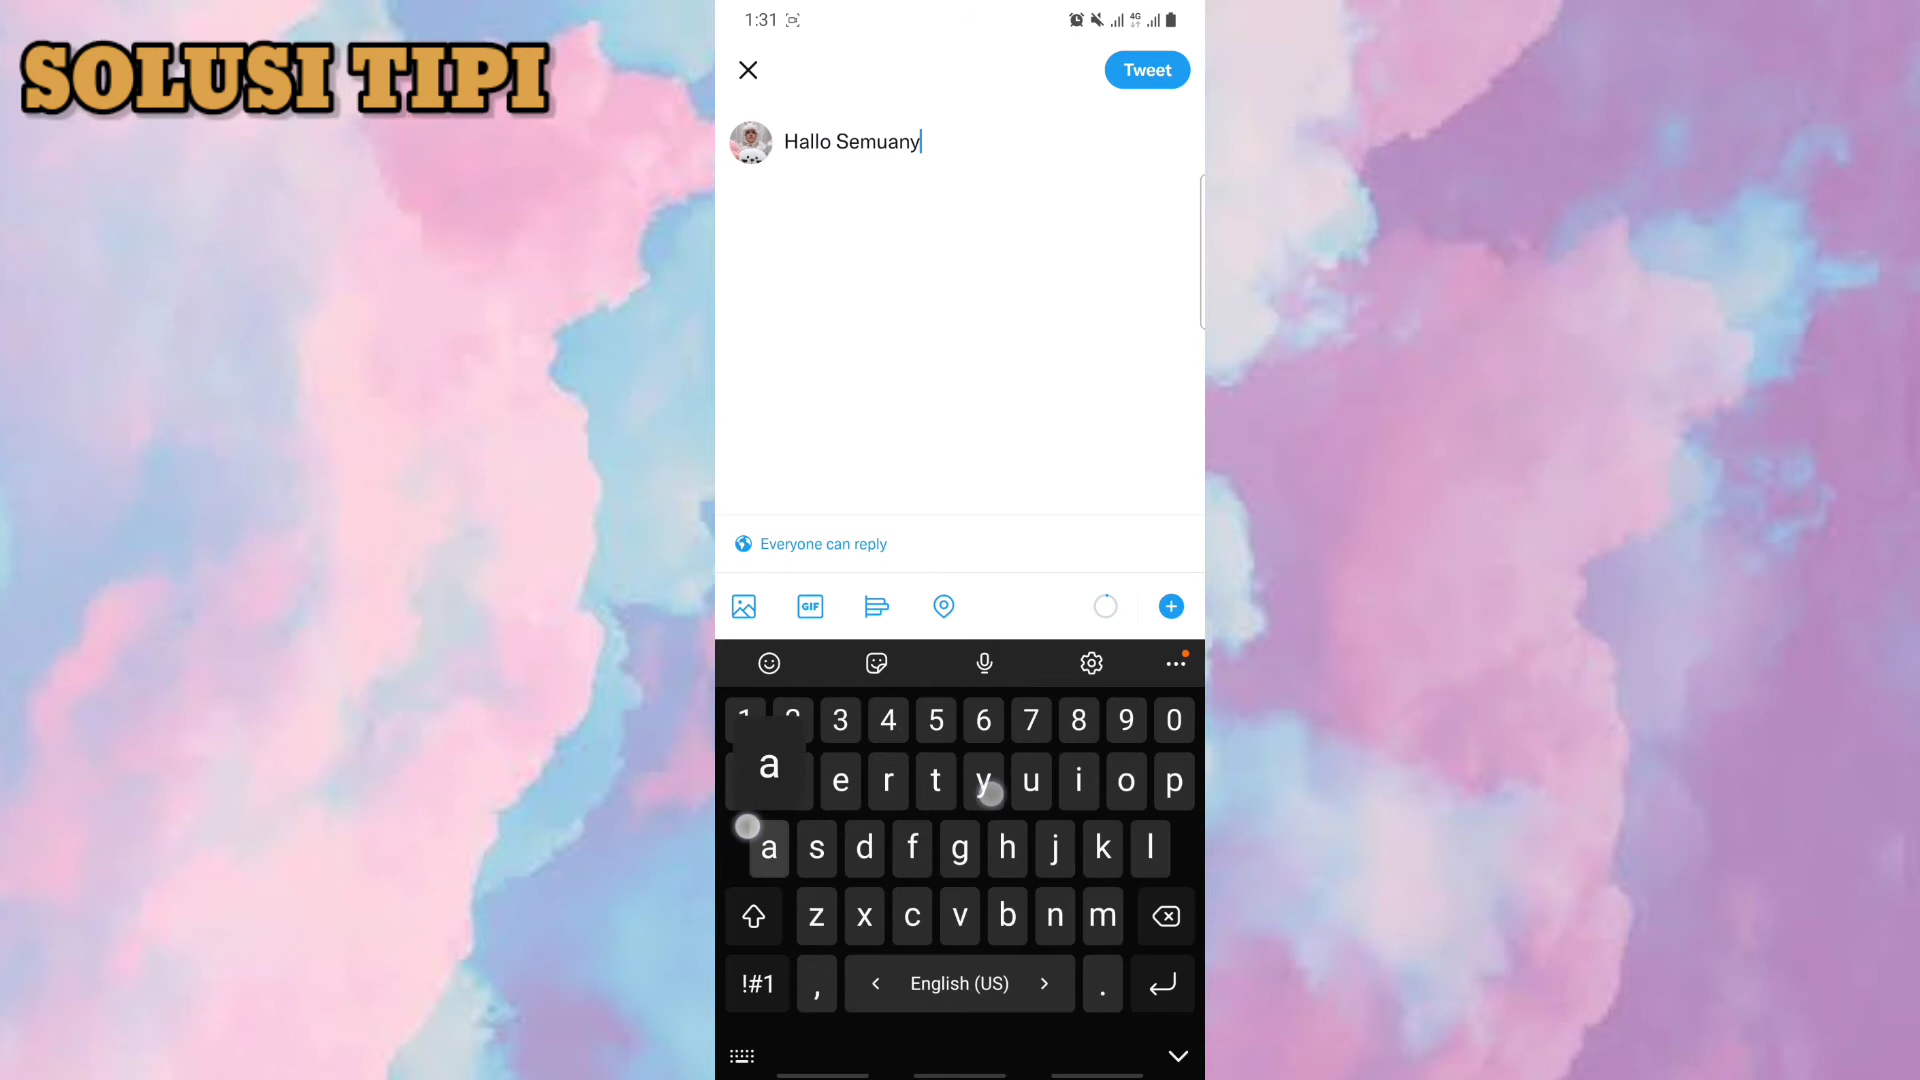 SOLUSI TIPI
1:31 4G
Tweet
Hallo Semuany
Everyone can reply
GIF
3 4 5 6 7 8 9 0
a
e r t y u i o p
a s d f g h j k l
z x c v b n m
!#1 , < English (US) > .